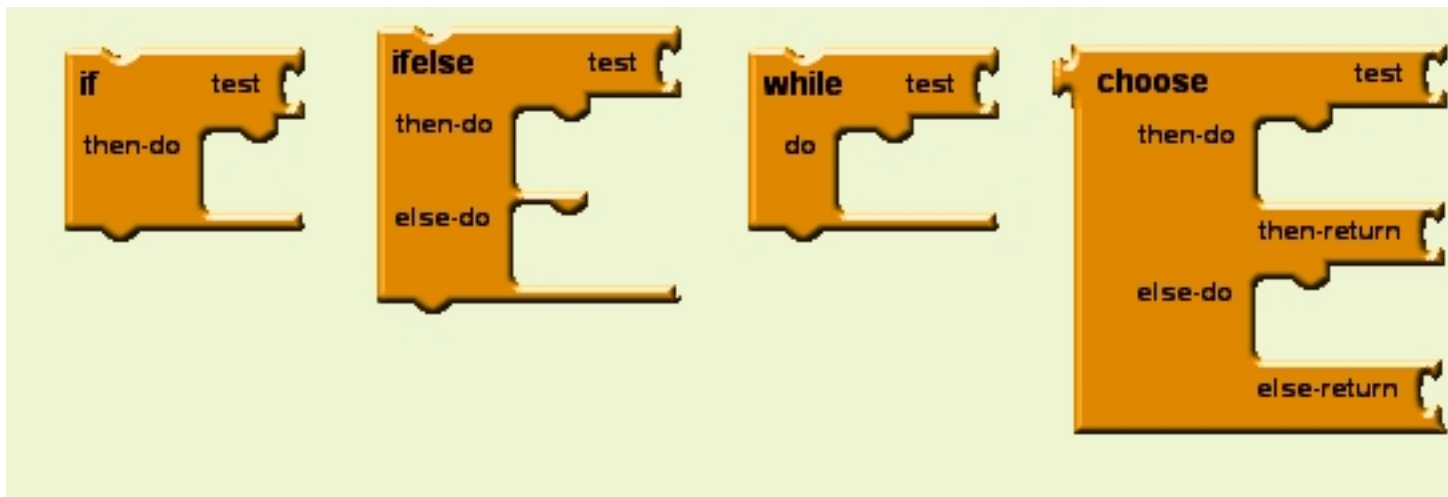 if test
then-do
ifelse test
then-do
else-do
while test
do
choose test
then-do
then-return
else-do
else-return